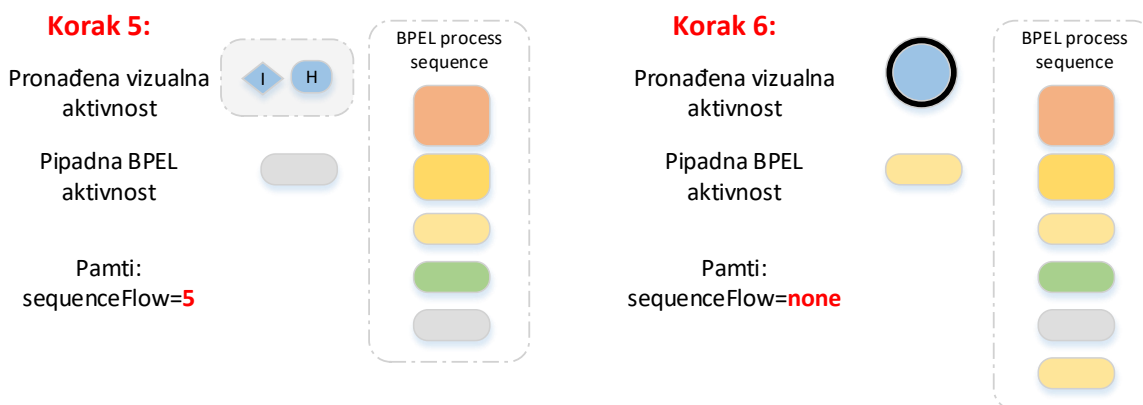 Korak 5:
Pronađena vizualna
aktivnost
I
H
BPEL process
sequence
Pipadna BPEL
aktivnost
Pamti:
sequenceFlow=5
Korak 6:
Pronađena vizualna
aktivnost
BPEL process
sequence
Pipadna BPEL
aktivnost
Pamti:
sequenceFlow=none